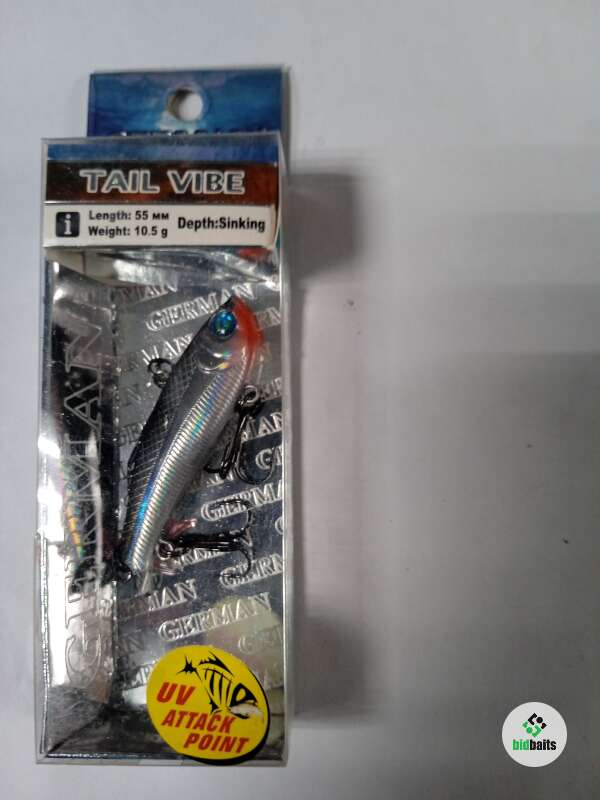 TAIL VIBE
i
Length: 55 мм
Weight: 10.5 g
Depth:Sinking
GERMAN
GERMAN
GERMAN
GERMAN
GERMAN
GERMAN
UV
ATTACK
POINT
bidbaits